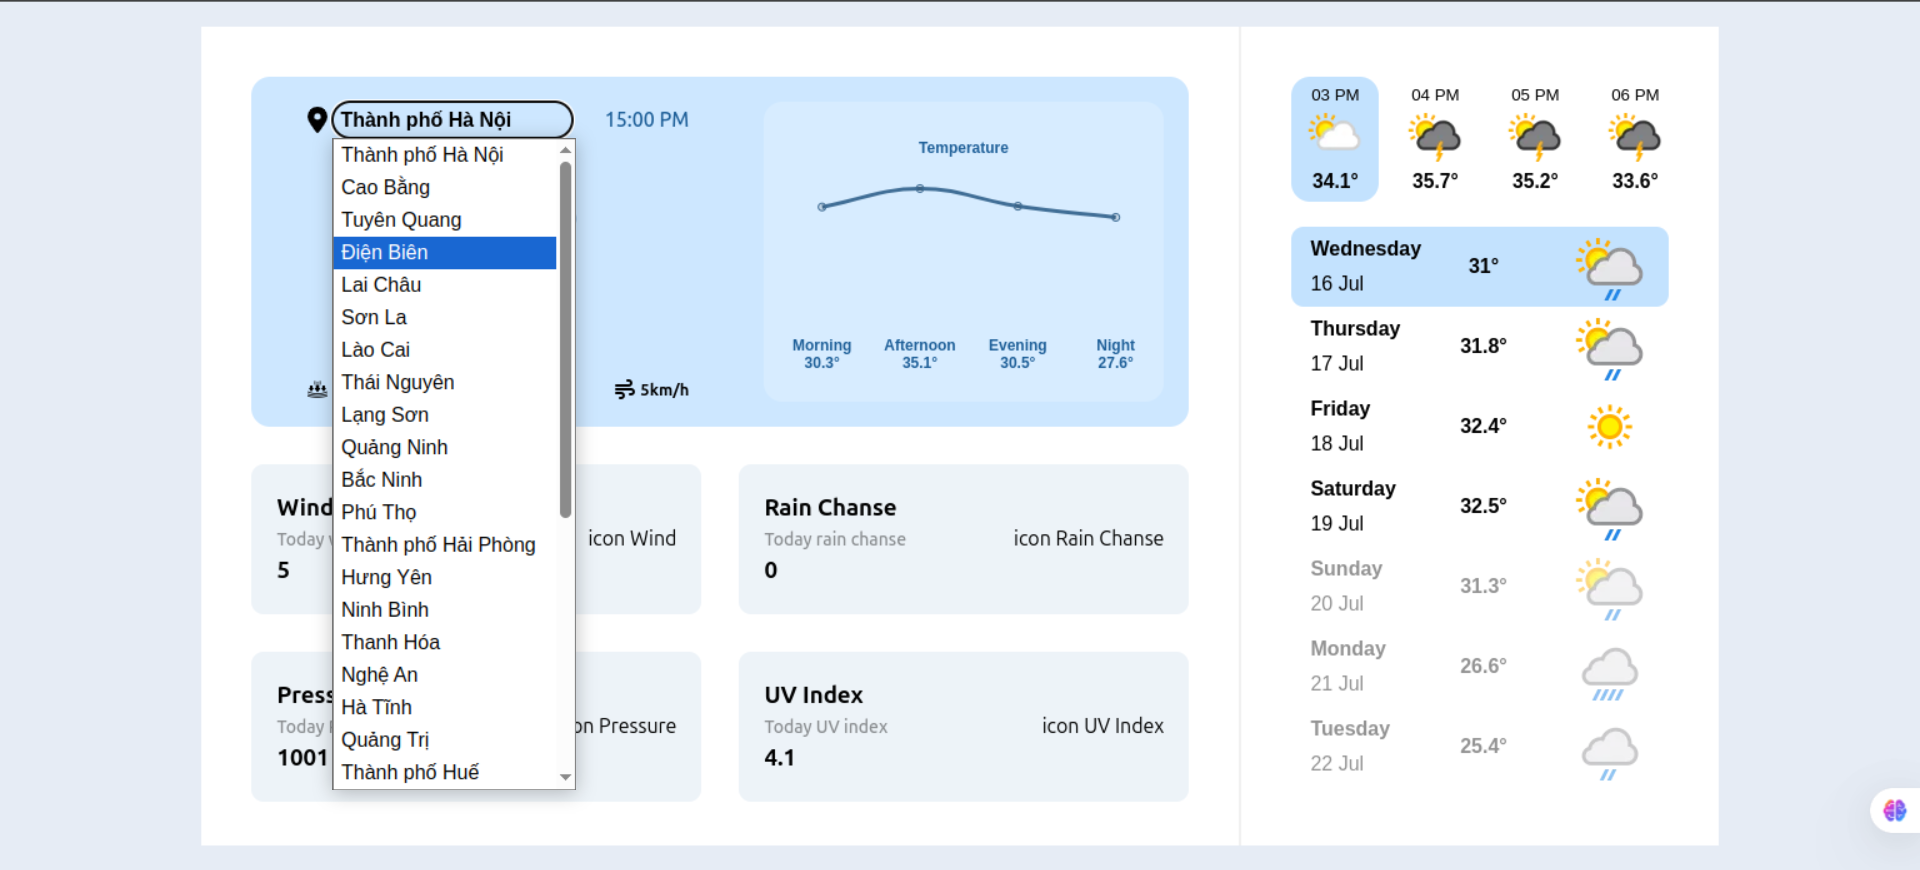 Thành phố Hà Nội
15:00 PM
Thành phố Hà Nội
Cao Bằng
Tuyên Quang
Điện Biên
Lai Châu
Sơn La
Lào Cai
Thái Nguyên
Lạng Sơn
Quảng Ninh
Bắc Ninh
Phú Thọ
Thành phố Hải Phòng
Hưng Yên
Ninh Bình
Thanh Hóa
Nghệ An
Hà Tĩnh
Quảng Trị
Thành phố Huế
5km/h
Temperature
Morning Afternoon Evening Night
30.3° 35.1° 30.5° 27.6°
Wind
Today
5
icon Wind
Rain Chanse
Today rain chanse
0
icon Rain Chanse
Press
Today
1001
on Pressure
UV Index
Today UV index
4.1
icon UV Index
03 PM 04 PM 05 PM 06 PM
34.1° 35.7° 35.2° 33.6°
Wednesday
16 Jul
31°
Thursday
17 Jul
31.8°
Friday
18 Jul
32.4°
Saturday
19 Jul
32.5°
Sunday
20 Jul
31.3°
Monday
21 Jul
26.6°
Tuesday
22 Jul
25.4°